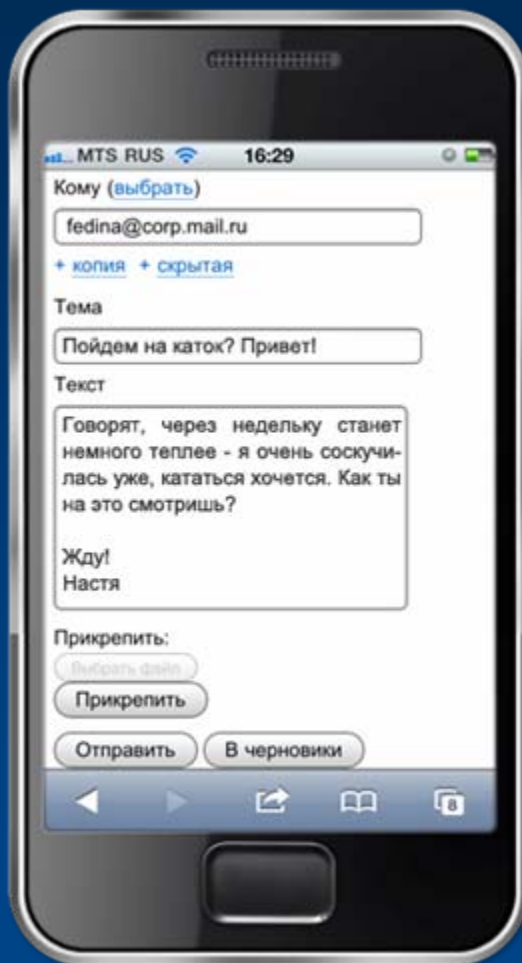 MTS RUS 16:29
Кому (выбрать)
fedina@corp.mail.ru
+ копия + скрытая
Тема
Пойдем на каток? Привет!
Текст
Говорят, через недельку станет
немного теплее - я очень соскучи-
лась уже, кататься хочется. Как ты
на это смотришь?
Жду!
Настя
Прикрепить:
Выбрать файл
Прикрепить
Отправить В черновики
8